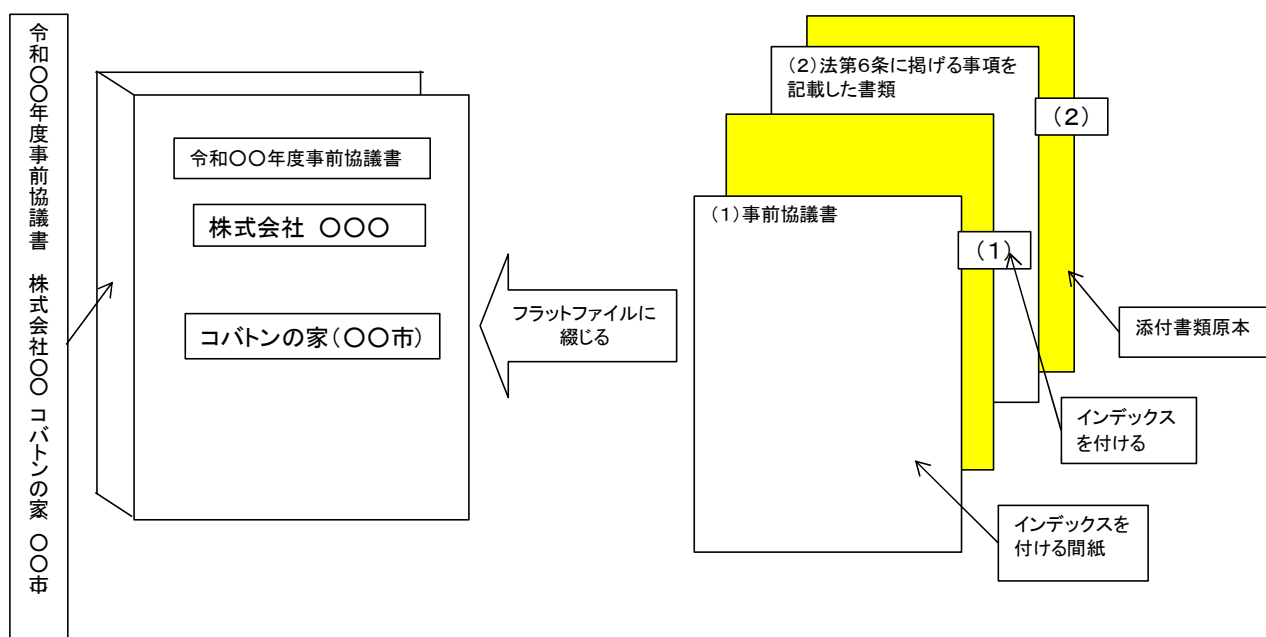 令和〇〇年度事前協議書　株式会社〇〇 コバトンの家 〇〇市
令和〇〇年度事前協議書
株式会社 〇〇〇
コバトンの家（〇〇市）
フラットファイルに
綴じる
（2）法第6条に掲げる事項を
記載した書類
（2）
（1）事前協議書
（1）
添付書類原本
インデックス
を付ける
インデックスを
付ける間紙